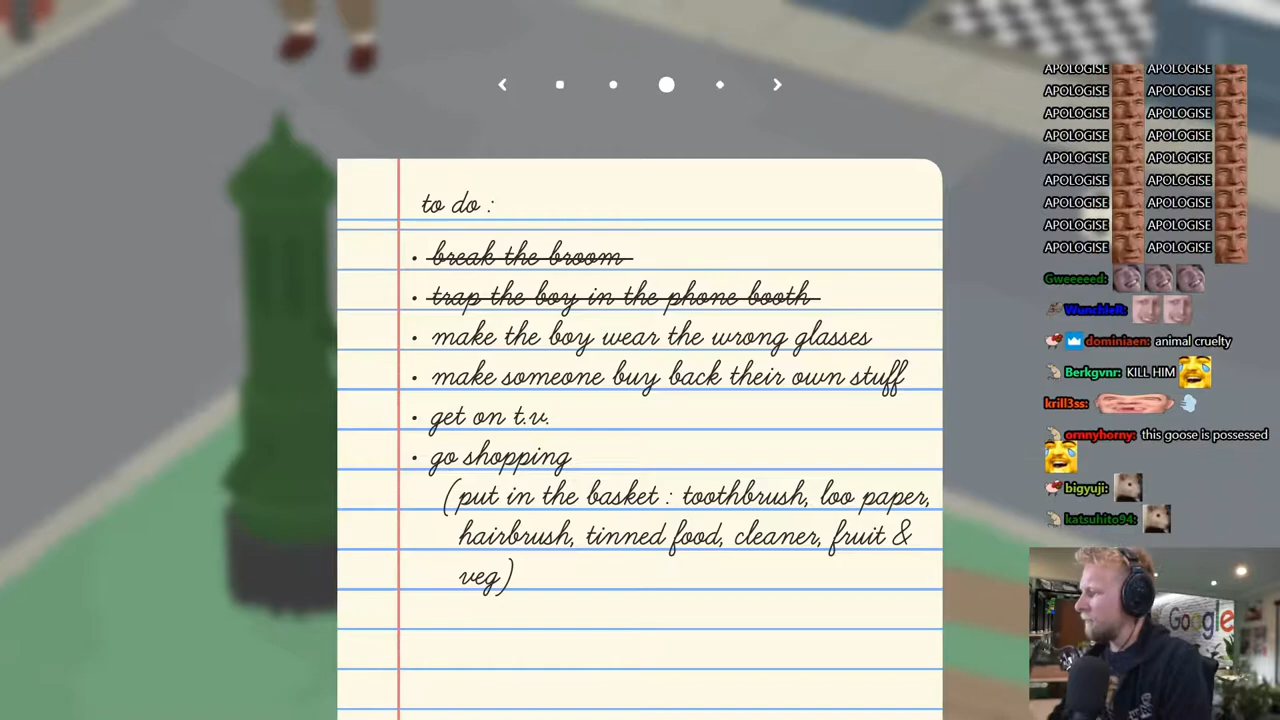 to do :
• break the broom
• trap the boy in the phone booth
• make the boy wear the wrong glasses
• make someone buy back their own stuff
• get on t.v.
• go shopping
(put in the basket : toothbrush, loo paper,
hairbrush, tinned food, cleaner, fruit &
veg)
APOLOGISE APOLOGISE
APOLOGISE APOLOGISE
APOLOGISE APOLOGISE
APOLOGISE APOLOGISE
APOLOGISE APOLOGISE
APOLOGISE APOLOGISE
APOLOGISE APOLOGISE
APOLOGISE APOLOGISE
APOLOGISE APOLOGISE
Gweeeeed:
WunchleR:
dominiaen: animal cruelty
Berkgvnr: KILL HIM
krill3ss:
ornnyhorny: this goose is possessed
bigyuji:
katsuhito94:
Google